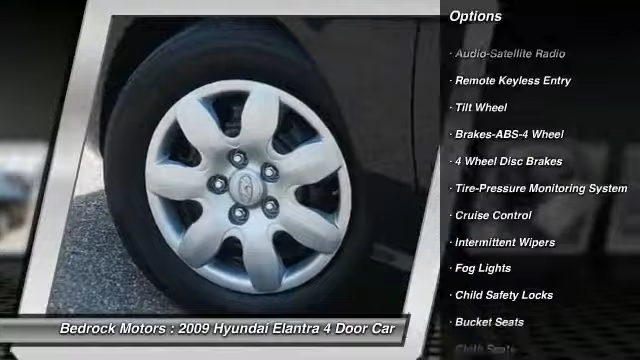 Options
· Audio-Satellite Radio
· Remote Keyless Entry
· Tilt Wheel
· Brakes-ABS-4 Wheel
· 4 Wheel Disc Brakes
· Tire-Pressure Monitoring System
· Cruise Control
· Intermittent Wipers
· Fog Lights
· Child Safety Locks
· Bucket Seats
Bedrock Motors : 2009 Hyundai Elantra 4 Door Car